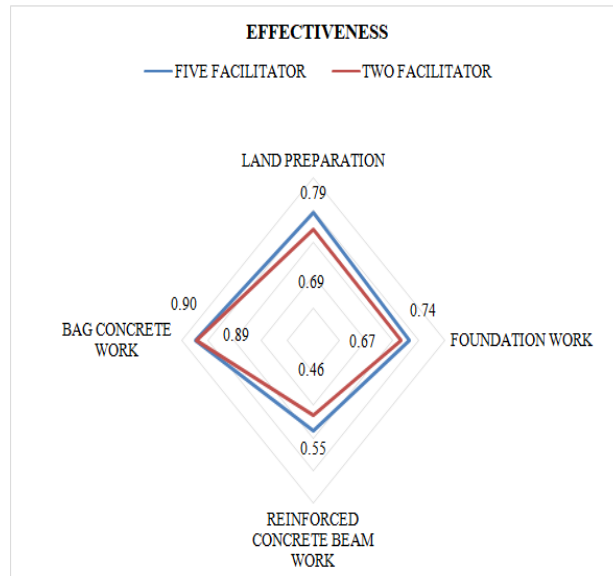 EFFECTIVENESS
FIVE FACILITATOR TWO FACILITATOR
LAND PREPARATION
0.79
0.69
0.90
0.74
BAG CONCRETE
WORK
0.89
0.67
FOUNDATION WORK
0.46
0.55
REINFORCED
CONCRETE BEAM
WORK